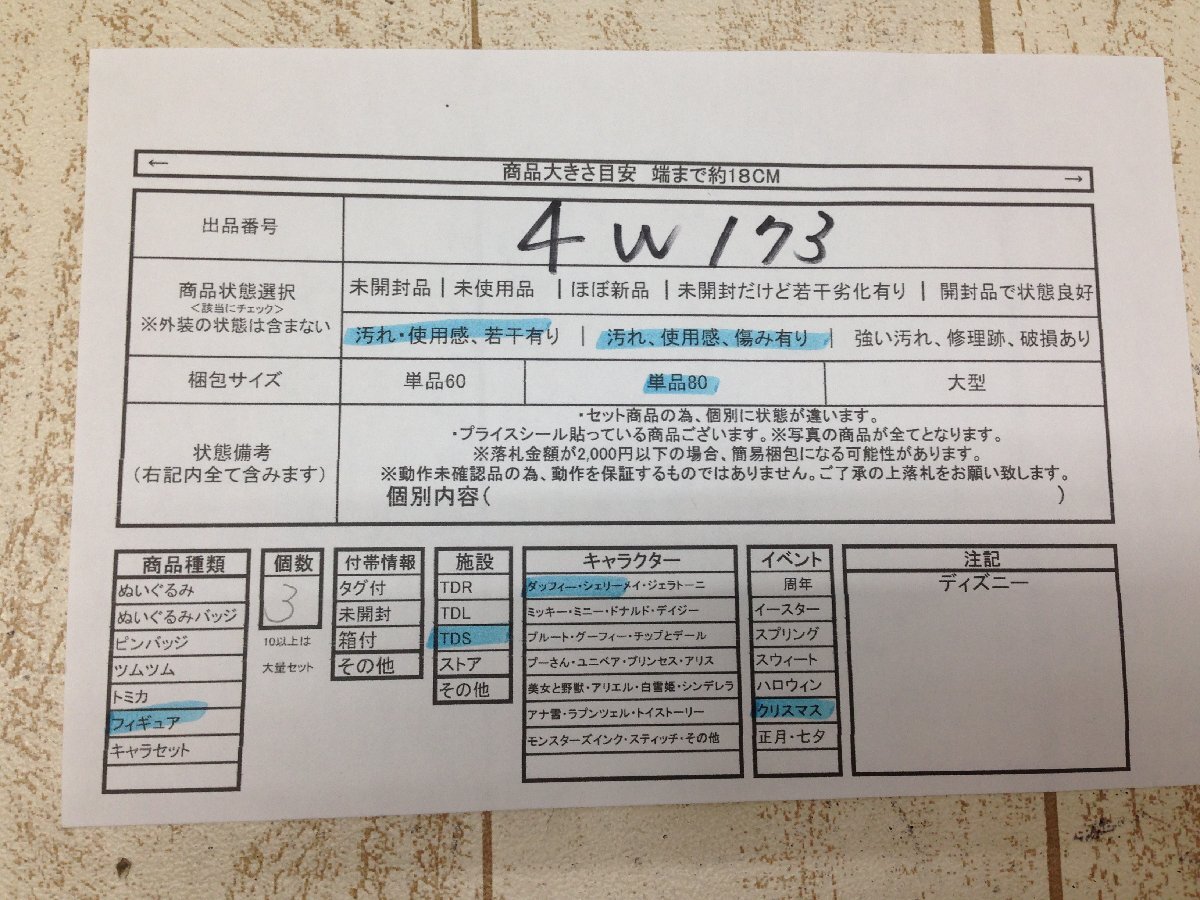 ← 商品大きさ目安 端まで約18CM →
出品番号 4W173
商品状態選択
<該当にチェック>
※外装の状態は含まない
未開封品 | 未使用品 | ほぼ新品 | 未開封だけど若干劣化有り | 開封品で状態良好
汚れ・使用感、若干有り | 汚れ、使用感、傷み有り | 強い汚れ、修理跡、破損あり
梱包サイズ 単品60 単品80 大型
状態備考
(右記内全て含みます)
・セット商品の為、個別に状態が違います。
・プライスシール貼っている商品ございます。※写真の商品が全てとなります。
※落札金額が2,000円以下の場合、簡易梱包になる可能性があります。
※動作未確認品の為、動作を保証するものではありません。ご了承の上落札をお願い致します。
個別内容( )
商品種類
ぬいぐるみ
ぬいぐるみバッジ
ピンバッジ
ツムツム
トミカ
フィギュア
キャラセット
個数
3
10以上は
大量セット
付帯情報
タグ付
未開封
箱付
その他
施設
TDR
TDL
TDS
ストア
その他
キャラクター
ダッフィー・シェリーメイ・ジェラトーニ
ミッキー・ミニー・ドナルド・デイジー
プルート・グーフィー・チップとデール
プーさん・ユニベア・プリンセス・アリス
美女と野獣・アリエル・白雪姫・シンデレラ
アナ雪・ラプンツェル・トイストーリー
モンスターズインク・スティッチ・その他
イベント
周年
イースター
スプリング
スウィート
ハロウィン
クリスマス
正月・七夕
注記
ディズニー